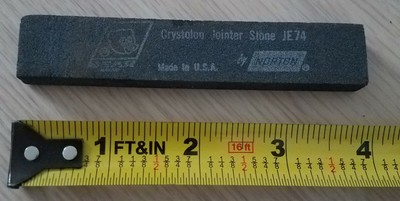 Crystolon Jointer Stone JE74
Made in U.S.A. by NORTON ®
1 FT&IN 2 16ft 3 4